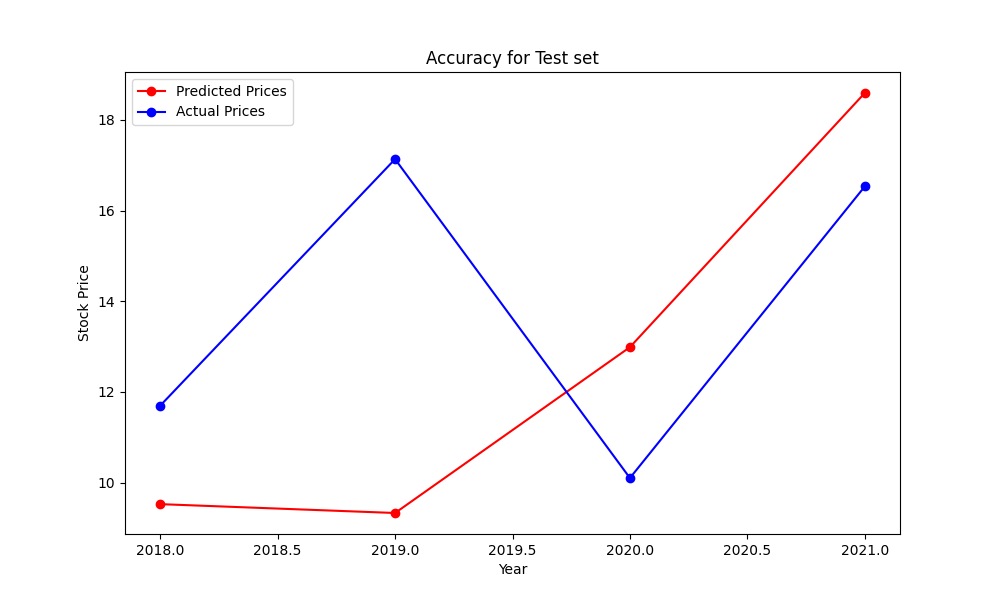 Accuracy for Test set
Predicted Prices
Actual Prices
18
16
14
12
10
Stock Price
2018.0 2018.5 2019.0 2019.5 2020.0 2020.5 2021.0
Year